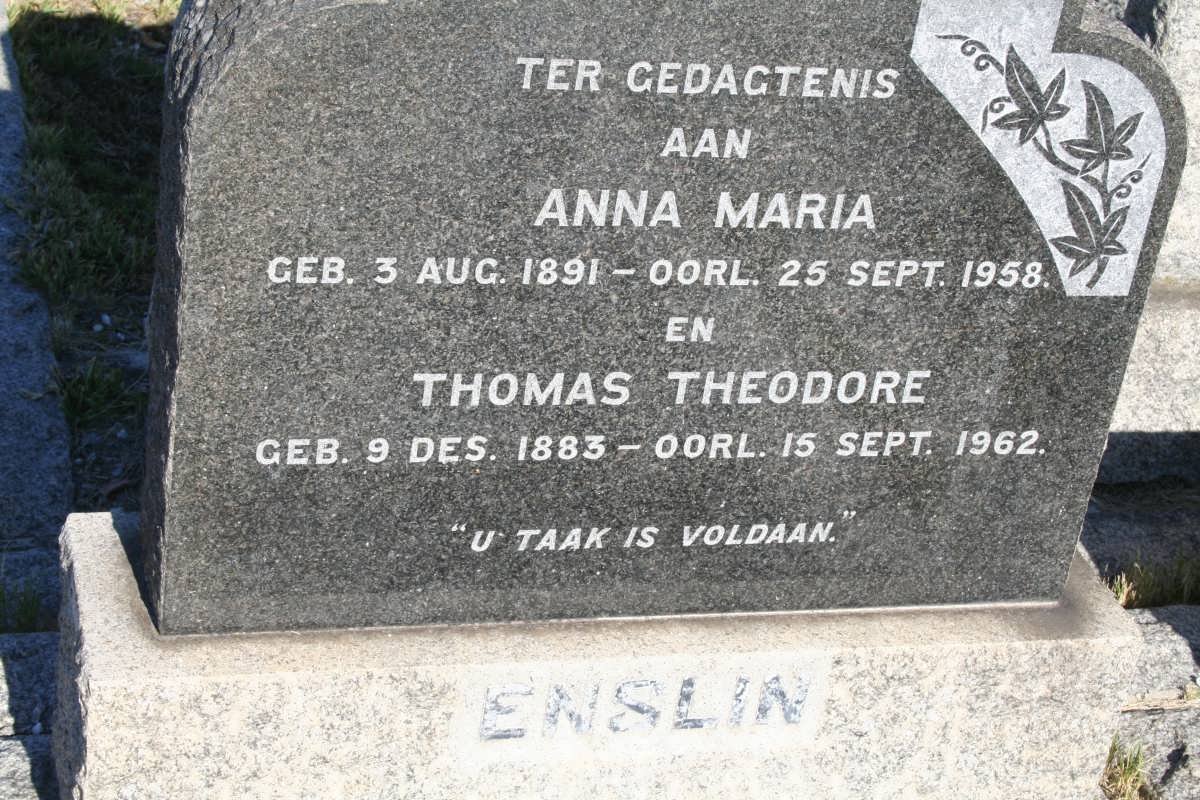 TER GEDAGTENIS
AAN
ANNA MARIA
GEB. 3 AUG. 1891 – OORL. 25 SEPT. 1958.
EN
THOMAS THEODORE
GEB. 9 DES. 1883 – OORL. 15 SEPT. 1962.
"U TAAK IS VOLDAAN."
ENSLIN